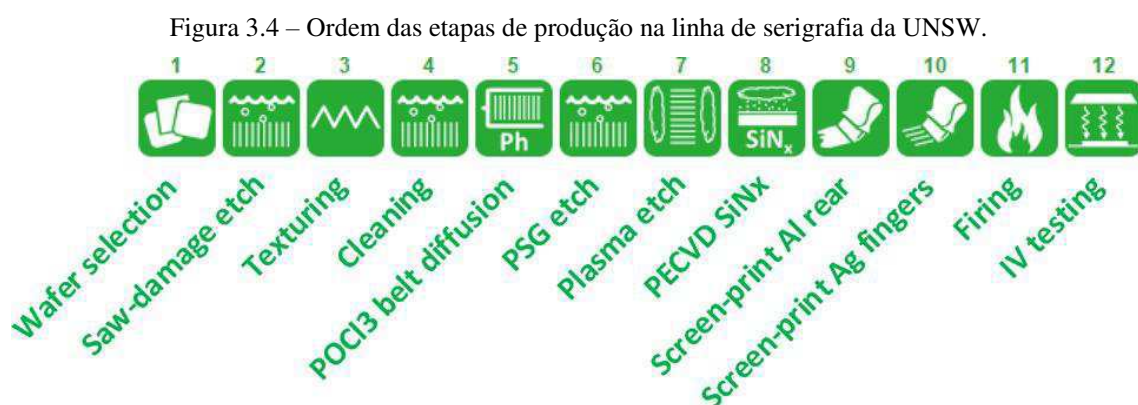 Figura 3.4 – Ordem das etapas de produção na linha de serigrafia da UNSW.
1 2 3 4 5 6 7 8 9 10 11 12
Ph
SiNx
Wafer selection
Saw-damage etch
Texturing
Cleaning
POCl3 belt diffusion
PSG etch
Plasma etch
PECVD SiNx
Screen-print Al rear
Screen-print Ag fingers
Firing
IV testing